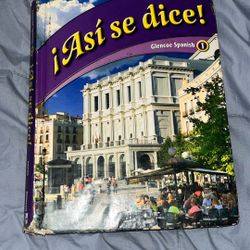 ¡Así se dice!
Glencoe Spanish 1